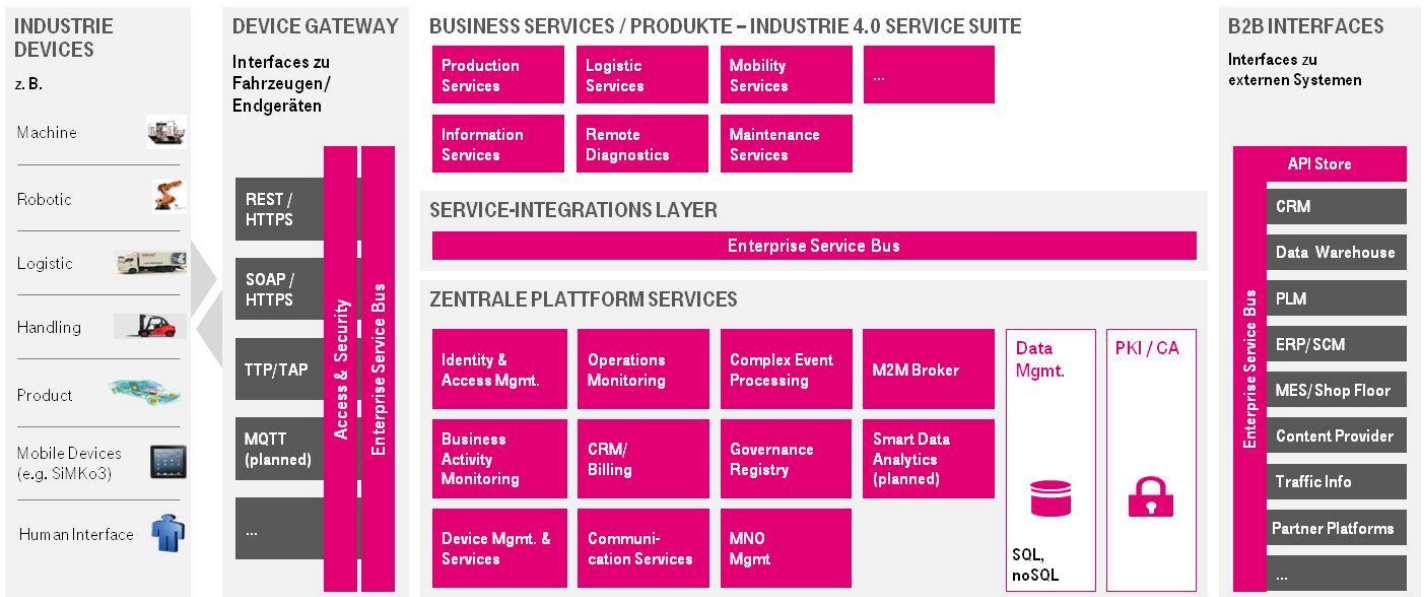 INDUSTRIE
DEVICES
z. B.
Machine
Robotic
Logistic
Handling
Product
Mobile Devices
(e.g. SiMKo3)
Human Interface
DEVICE GATEWAY
Interfaces zu
Fahrzeugen/
Endgeräten
REST /
HTTPS
SOAP /
HTTPS
TTP/TAP
MQTT
(planned)
...
Access & Security
Enterprise Service Bus
BUSINESS SERVICES / PRODUKTE – INDUSTRIE 4.0 SERVICE SUITE
Production
Services
Logistic
Services
Mobility
Services
...
Information
Services
Remote
Diagnostics
Maintenance
Services
SERVICE-INTEGRATIONS LAYER
Enterprise Service Bus
ZENTRALE PLATTFORM SERVICES
Identity &
Access Mgmt.
Operations
Monitoring
Complex Event
Processing
M2M Broker
Business
Activity
Monitoring
CRM/
Billing
Governance
Registry
Smart Data
Analytics
(planned)
Device Mgmt. &
Services
Communi-
cation Services
MNO
Mgmt
Data
Mgmt.
SQL,
noSQL
PKI / CA
B2B INTERFACES
Interfaces zu
externen Systemen
Enterprise Service Bus
API Store
CRM
Data Warehouse
PLM
ERP/SCM
MES/Shop Floor
Content Provider
Traffic Info
Partner Platforms
...